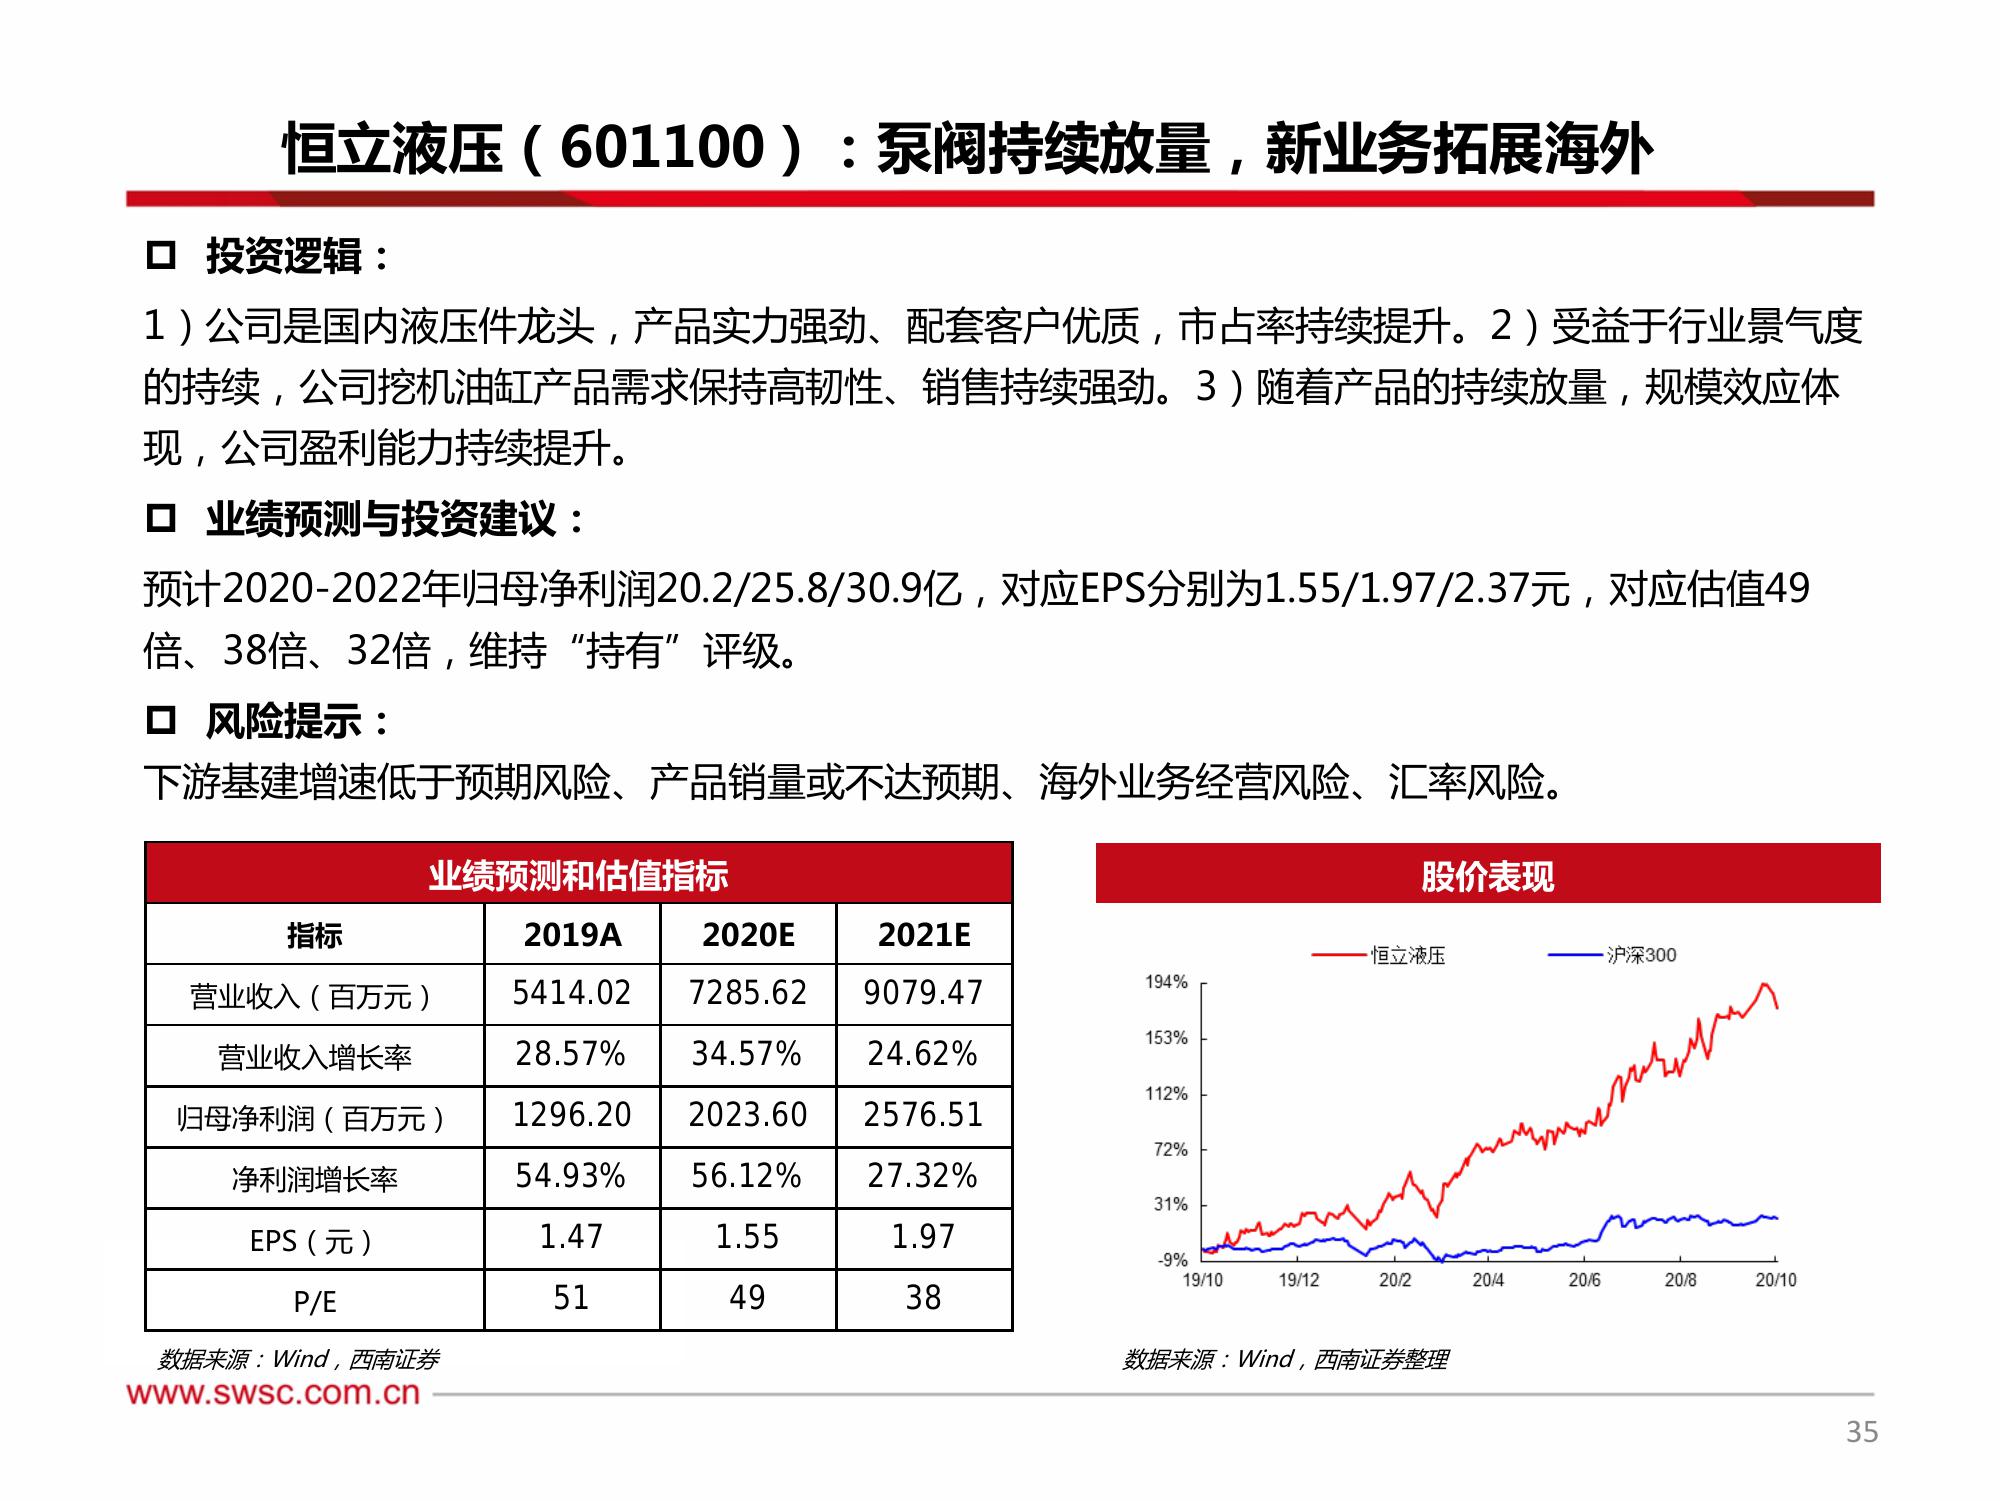 恒立液压（601100）：泵阀持续放量，新业务拓展海外
投资逻辑：
1）公司是国内液压件龙头，产品实力强劲、配套客户优质，市占率持续提升。2）受益于行业景气度
的持续，公司挖机油缸产品需求保持高韧性、销售持续强劲。3）随着产品的持续放量，规模效应体
现，公司盈利能力持续提升。
业绩预测与投资建议：
预计2020-2022年归母净利润20.2/25.8/30.9亿，对应EPS分别为1.55/1.97/2.37元，对应估值49
倍、38倍、32倍，维持“持有”评级。
风险提示：
下游基建增速低于预期风险、产品销量或不达预期、海外业务经营风险、汇率风险。
业绩预测和估值指标
指标 2019A 2020E 2021E
营业收入（百万元） 5414.02 7285.62 9079.47
营业收入增长率 28.57% 34.57% 24.62%
归母净利润（百万元） 1296.20 2023.60 2576.51
净利润增长率 54.93% 56.12% 27.32%
EPS（元） 1.47 1.55 1.97
P/E 51 49 38
数据来源：Wind，西南证券
股价表现
恒立液压 沪深300
194%
153%
112%
72%
31%
-9%
19/10 19/12 20/2 20/4 20/6 20/8 20/10
数据来源：Wind，西南证券整理
www.swsc.com.cn
35